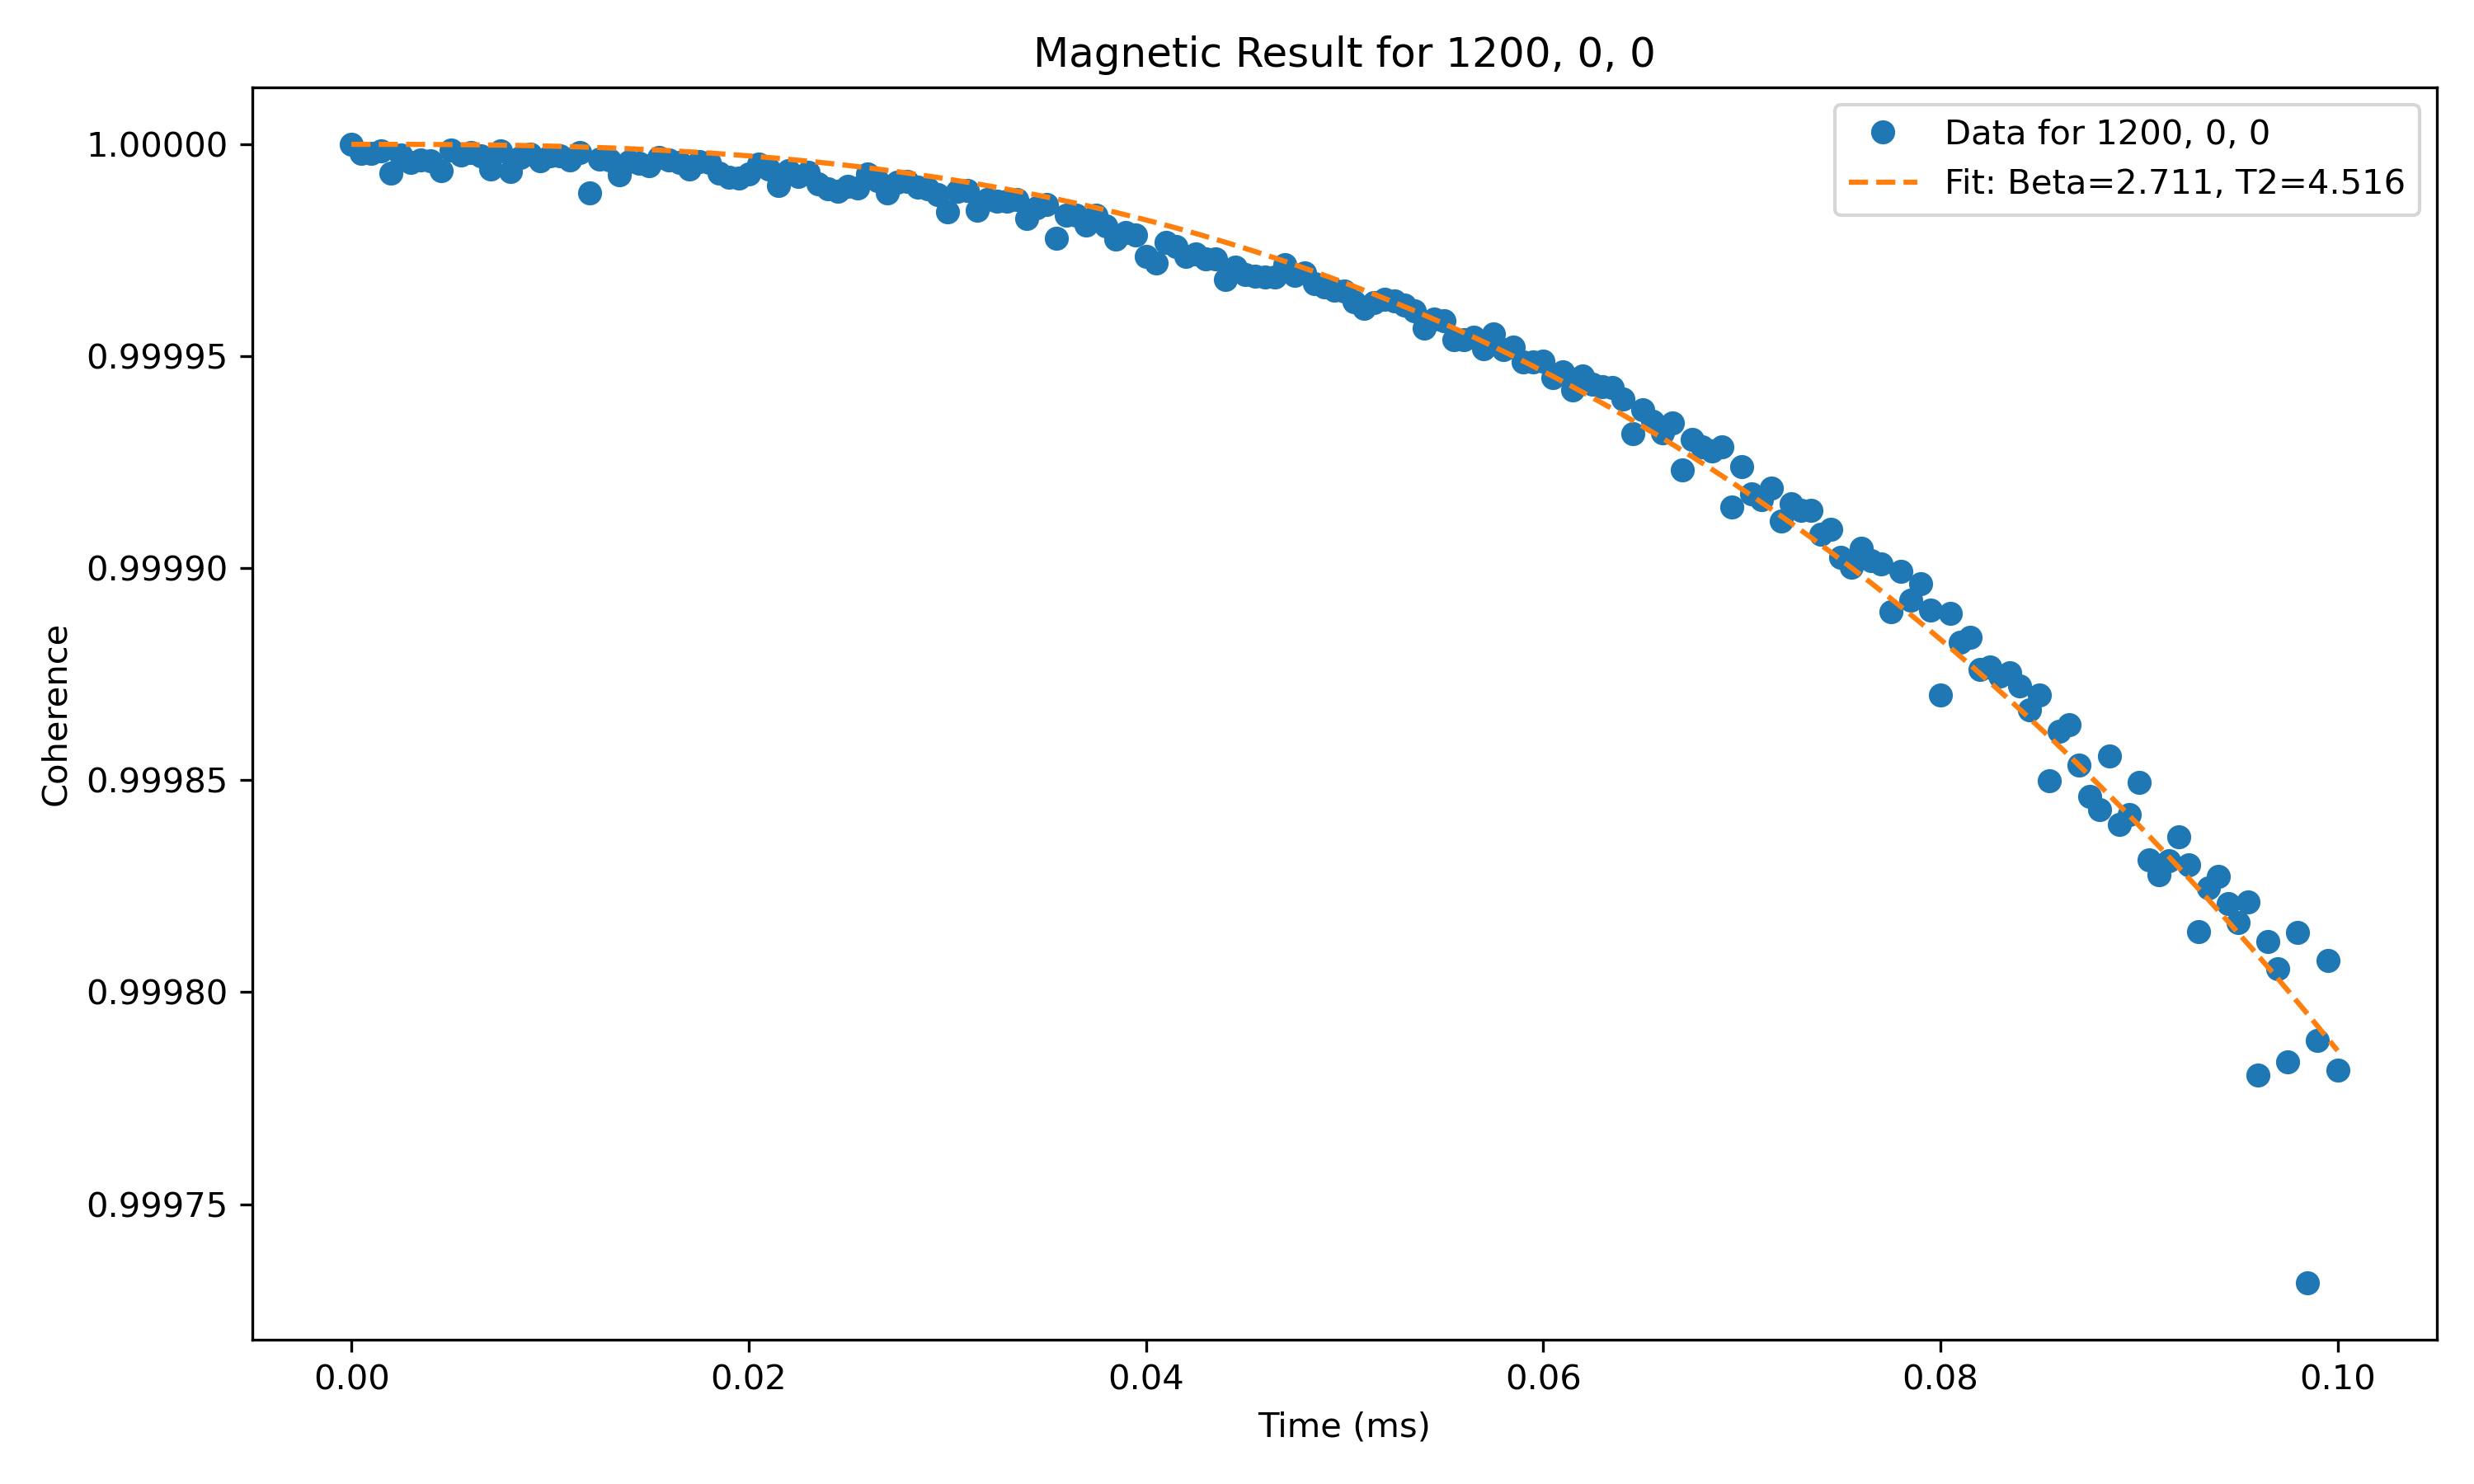 Magnetic Result for 1200, 0, 0
Data for 1200, 0, 0
Fit: Beta=2.711, T2=4.516
Coherence
1.00000
0.99995
0.99990
0.99985
0.99980
0.99975
0.00
0.02
0.04
0.06
0.08
0.10
Time (ms)